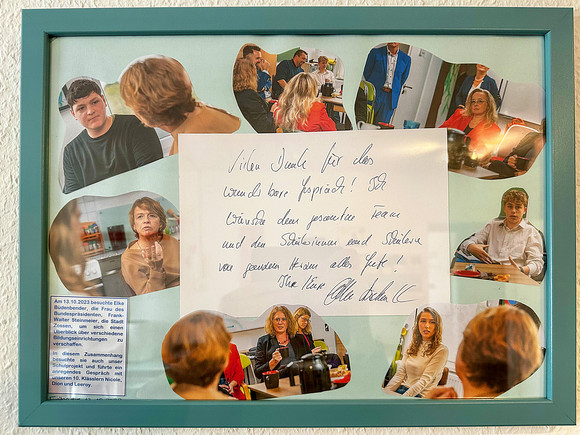 Vielen Dank für das
wunderbare Gespräch! Ich
wünsche dem gesamten Team
und den Schülerinnen und Schülern
von ganzem Herzen alles Gute!
Ihre
Am 13.10.2023 besuchte Elke
Büdenbender, die Frau des
Bundespräsidenten, Frank-
Walter Steinmeier, die Stadt
Zossen, um sich einen
Überblick über verschiedene
Bildungseinrichtungen zu
verschaffen.
In diesem Zusammenhang
besuchte sie auch unser
Schulprojekt und führte ein
anregendes Gespräch mit
unseren 10. Klässlern Nicole,
Dion und Leeroy.